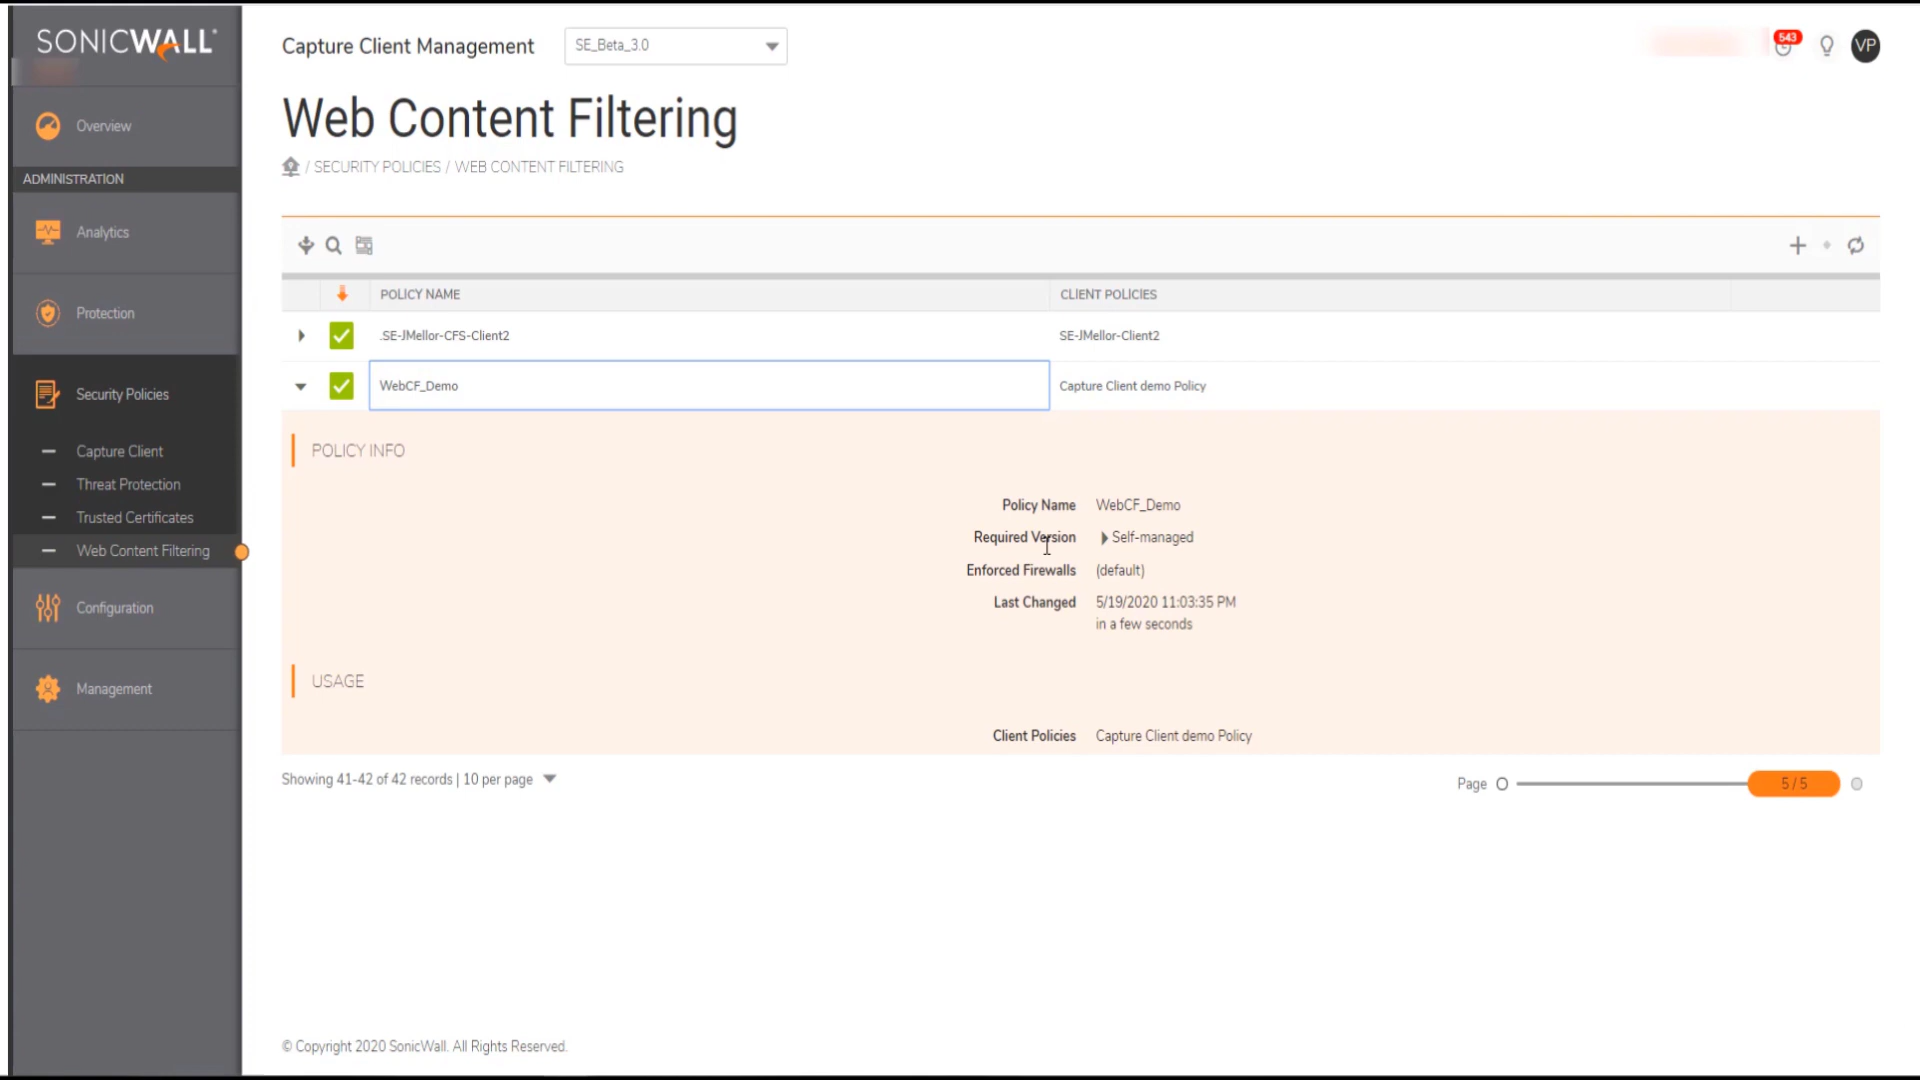 SONICWALL
Capture Client Management
SE_Beta_3.0
543
VP
Web Content Filtering
/ SECURITY POLICIES / WEB CONTENT FILTERING
Overview
ADMINISTRATION
Analytics
Protection
Security Policies
Capture Client
Threat Protection
Trusted Certificates
Web Content Filtering
Configuration
Management
POLICY NAME CLIENT POLICIES
.SE-JMellor-CFS-Client2 SE-JMellor-Client2
WebCF_Demo Capture Client demo Policy
POLICY INFO
Policy Name WebCF_Demo
Required Version Self-managed
Enforced Firewalls (default)
Last Changed 5/19/2020 11:03:35 PM
in a few seconds
USAGE
Client Policies Capture Client demo Policy
Showing 41-42 of 42 records | 10 per page
Page 5 / 5
© Copyright 2020 SonicWall. All Rights Reserved.